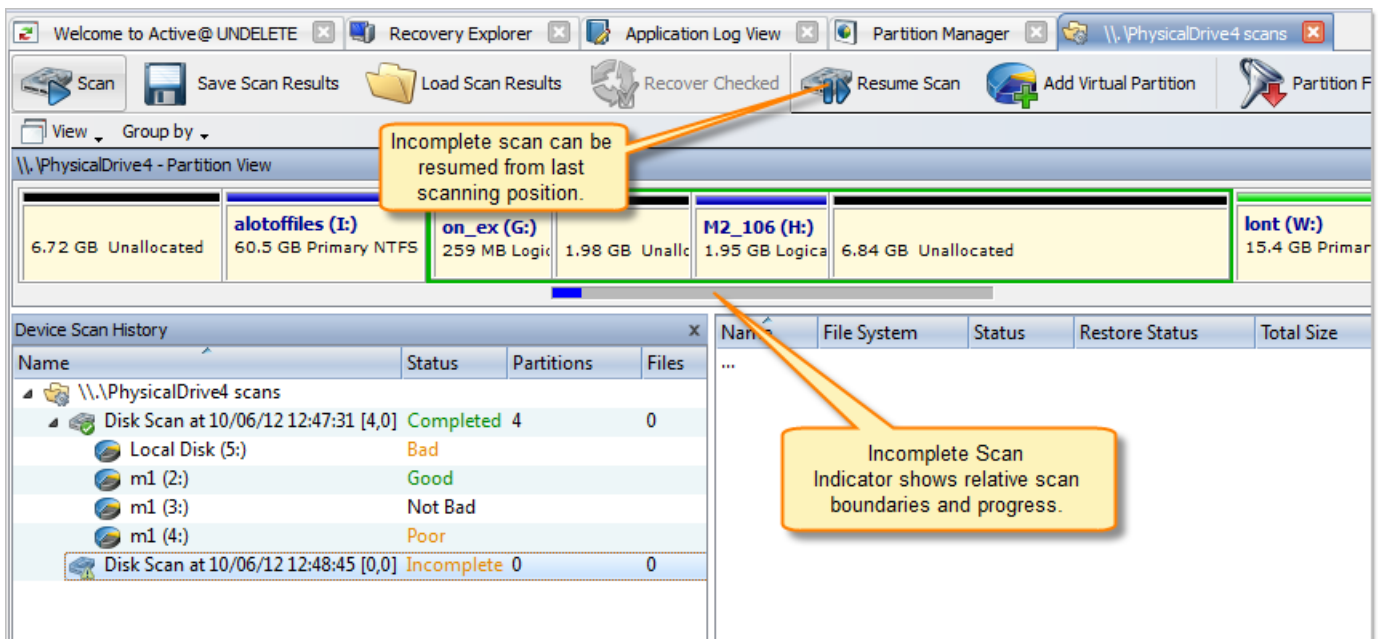 Welcome to Active@ UNDELETE Recovery Explorer Application Log View Partition Manager \\.\PhysicalDrive4 scans
Scan Save Scan Results Load Scan Results Recover Checked Resume Scan Add Virtual Partition Partition F
View Group by
Incomplete scan can be
resumed from last
scanning position.
\\.\PhysicalDrive4 - Partition View
alotoffiles (I:) on_ex (G:) M2_106 (H:) lont (W:)
6.72 GB Unallocated 60.5 GB Primary NTFS 259 MB Logic 1.98 GB Unallc 1.95 GB Logica 6.84 GB Unallocated 15.4 GB Primar
Device Scan History x Name File System Status Restore Status Total Size
Name Status Partitions Files ...
\\.\PhysicalDrive4 scans
Disk Scan at 10/06/12 12:47:31 [4,0] Completed 4 0
Local Disk (5:) Bad
m1 (2:) Good
m1 (3:) Not Bad
m1 (4:) Poor
Disk Scan at 10/06/12 12:48:45 [0,0] Incomplete 0 0
Incomplete Scan
Indicator shows relative scan
boundaries and progress.